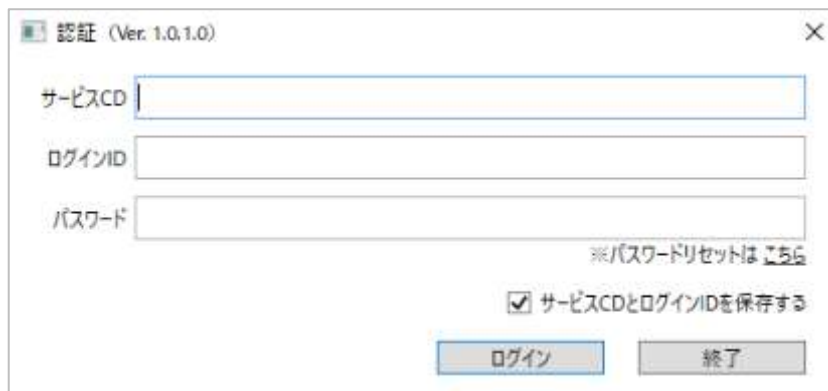 認証 (Ver. 1.0.1.0)
サービスCD
ログインID
パスワード
※パスワードリセットは こちら
サービスCDとログインIDを保存する
ログイン 終了